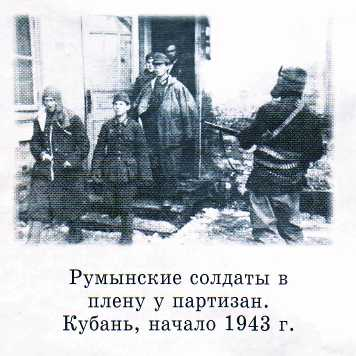 Румынские солдаты в
плену у партизан.
Кубань, начало 1943 г.